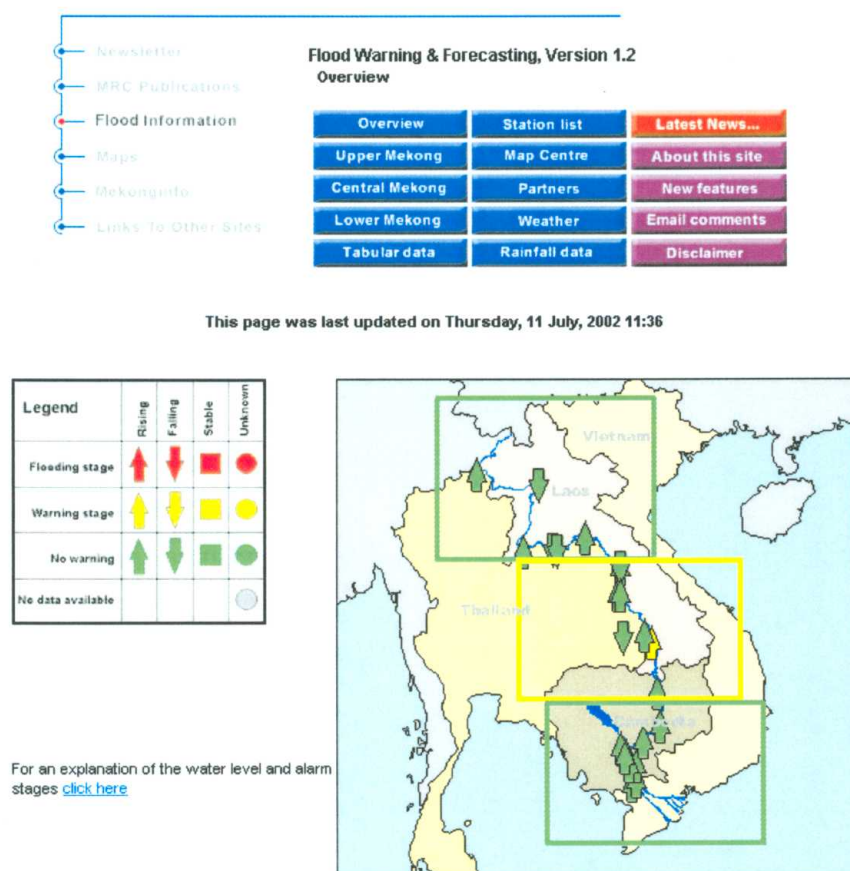 Newsletter
MRC Publications
Flood Information
Maps
Mekonginfo
Links To Other Sites
Flood Warning & Forecasting, Version 1.2
Overview
Overview
Station list
Latest News...
Upper Mekong
Map Centre
About this site
Central Mekong
Partners
New features
Lower Mekong
Weather
Email comments
Tabular data
Rainfall data
Disclaimer
This page was last updated on Thursday, 11 July, 2002 11:36
Legend
Rising
Falling
Stable
Unknown
Flooding stage
Warning stage
No warning
No data available
Vietnam
Laos
Thailand
Cambodia
For an explanation of the water level and alarm
stages click here